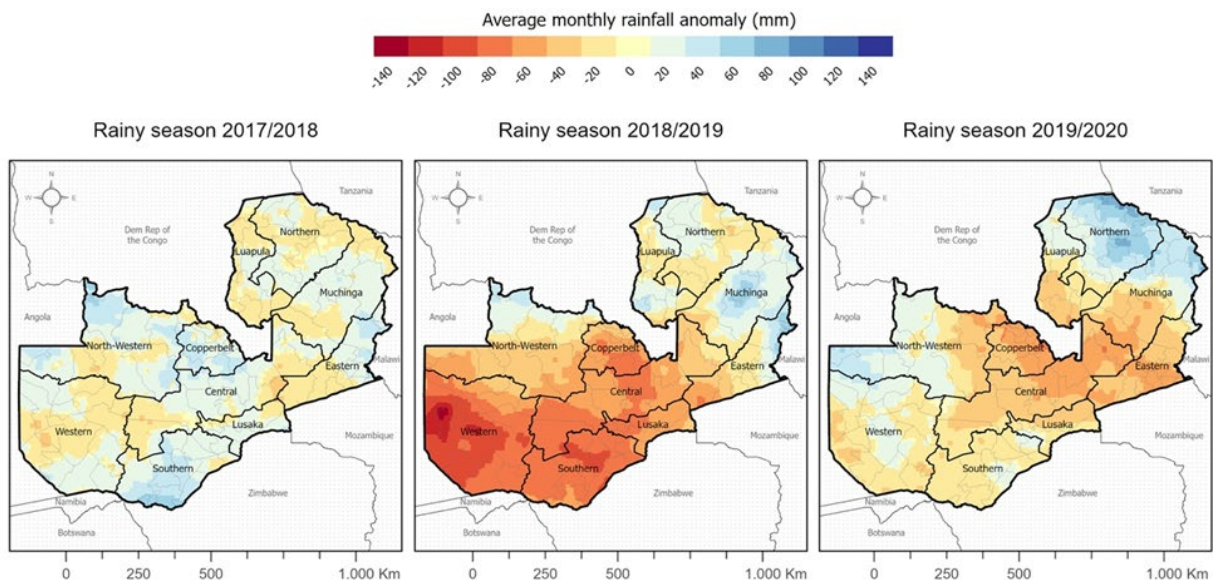 Average monthly rainfall anomaly (mm)
-140 -120 -100 -80 -60 -40 -20 0 20 40 60 80 100 120 140
Rainy season 2017/2018
N
W E
S
Tanzania
Dem Rep of
the Congo
Northern
Luapula
Muchinga
Angola
North-Western
Copperbelt
Malawi
Eastern
Central
Lusaka
Western
Mozambique
Southern
Namibia
Zimbabwe
Botswana
0 250 500 1.000 Km
Rainy season 2018/2019
N
W E
S
Tanzania
Dem Rep of
the Congo
Northern
Luapula
Muchinga
Angola
North-Western
Copperbelt
Malawi
Eastern
Central
Lusaka
Western
Mozambique
Southern
Namibia
Zimbabwe
Botswana
0 250 500 1.000 Km
Rainy season 2019/2020
N
W E
S
Tanzania
Dem Rep of
the Congo
Northern
Luapula
Muchinga
Angola
North-Western
Copperbelt
Malawi
Eastern
Central
Lusaka
Western
Mozambique
Southern
Namibia
Zimbabwe
Botswana
0 250 500 1.000 Km